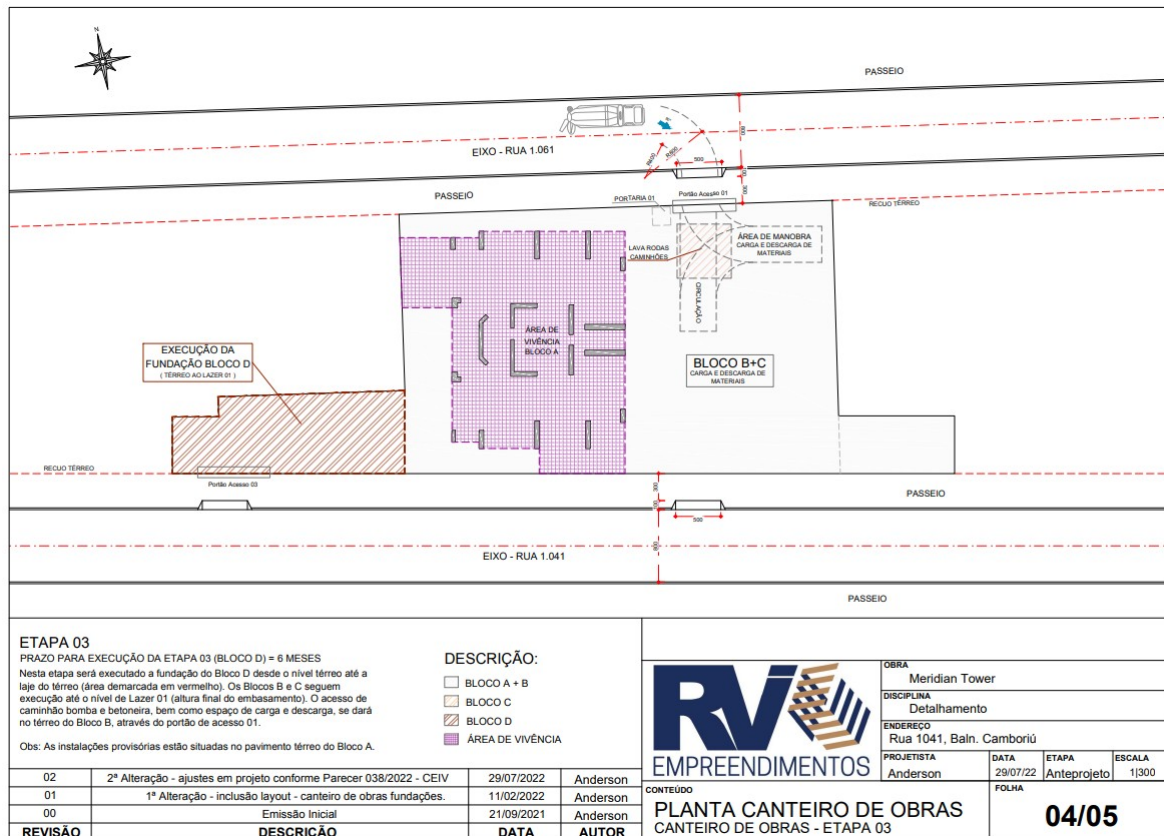 N
PASSEIO
EIXO - RUA 1.061
800
R800
500
100
300
PASSEIO
PORTARIA 01
Portão Acesso 01
RECUO TÉRREO
LAVA RODAS
CAMINHÕES
ÁREA DE MANOBRA
CARGA E DESCARGA DE
MATERIAIS
CIRCULAÇÃO
ÁREA DE
VIVÊNCIA
BLOCO A
EXECUÇÃO DA
FUNDAÇÃO BLOCO D
( TÉRREO AO LAZER 01 )
BLOCO B+C
CARGA E DESCARGA DE
MATERIAIS
RECUO TÉRREO
Portão Acesso 03
300
100
500
PASSEIO
800
EIXO - RUA 1.041
PASSEIO
ETAPA 03
PRAZO PARA EXECUÇÃO DA ETAPA 03 (BLOCO D) = 6 MESES
Nesta etapa será executado a fundação do Bloco D desde o nível térreo até a
laje do térreo (área demarcada em vermelho). Os Blocos B e C seguem
execução até o nível de Lazer 01 (altura final do embasamento). O acesso de
caminhão bomba e betoneira, bem como espaço de carga e descarga, se dará
no térreo do Bloco B, através do portão de acesso 01.
Obs: As instalações provisórias estão situadas no pavimento térreo do Bloco A.
DESCRIÇÃO:
BLOCO A + B
BLOCO C
BLOCO D
ÁREA DE VIVÊNCIA
02 2ª Alteração - ajustes em projeto conforme Parecer 038/2022 - CEIV 29/07/2022 Anderson
01 1ª Alteração - inclusão layout - canteiro de obras fundações. 11/02/2022 Anderson
00 Emissão Inicial 21/09/2021 Anderson
REVISÃO DESCRIÇÃO DATA AUTOR
RV
EMPREENDIMENTOS
OBRA
Meridian Tower
DISCIPLINA
Detalhamento
ENDEREÇO
Rua 1041, Baln. Camboriú
PROJETISTA DATA ETAPA ESCALA
Anderson 29/07/22 Anteprojeto 1|300
CONTEÚDO
PLANTA CANTEIRO DE OBRAS
CANTEIRO DE OBRAS - ETAPA 03
FOLHA
04/05